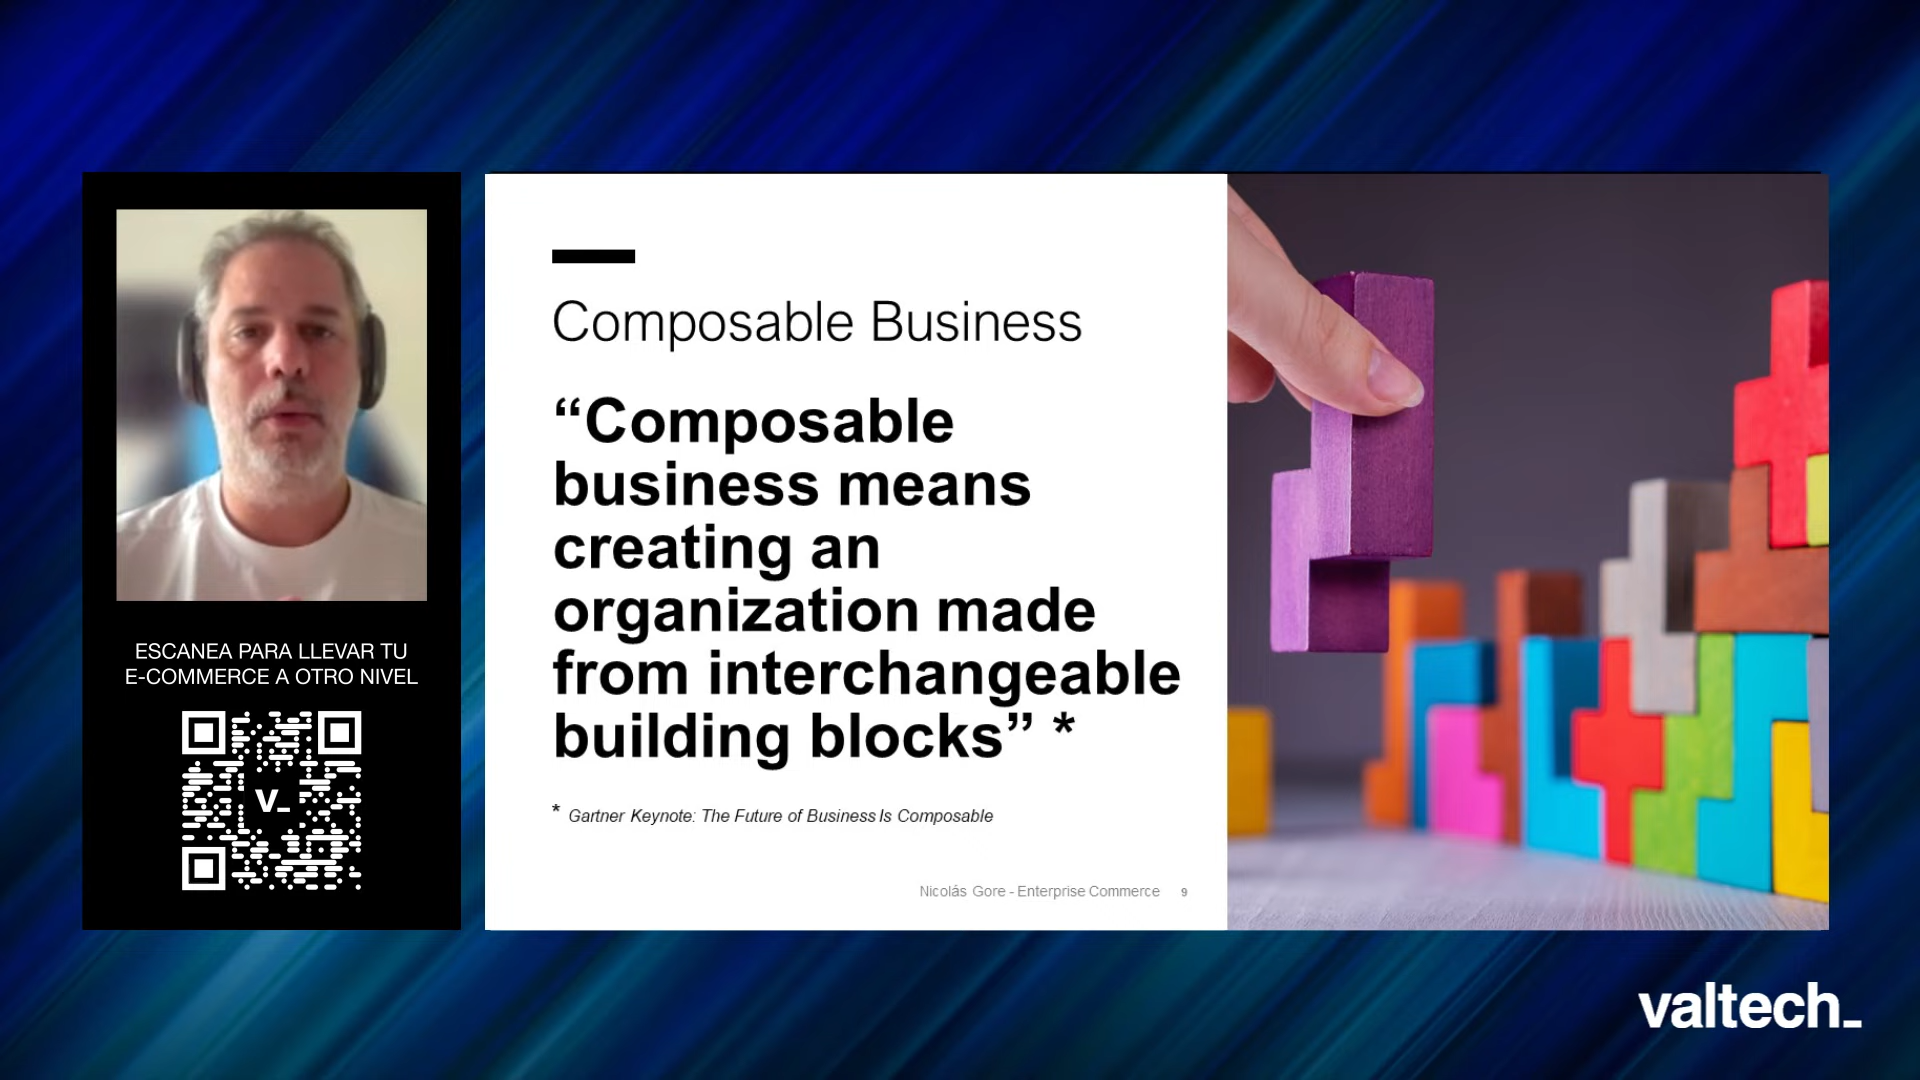 ESCANEA PARA LLEVAR TU
E-COMMERCE A OTRO NIVEL
V_
Composable Business
“Composable
business means
creating an
organization made
from interchangeable
building blocks” *
* Gartner Keynote: The Future of Business Is Composable
Nicolás Gore - Enterprise Commerce 9
valtech_